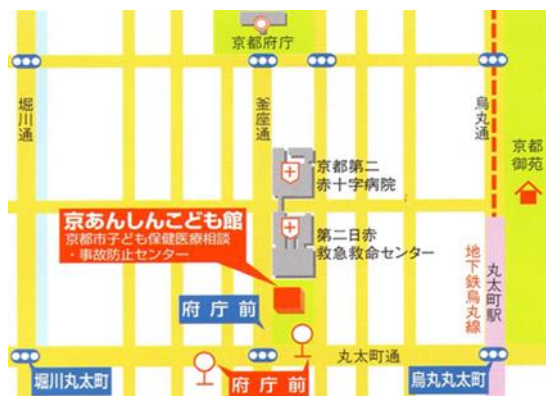 京都府庁
堀川通
釜座通
烏丸通
京都
御苑
京都第二
赤十字病院
京あんしんこども館
京都市子ども保健医療相談
・事故防止センター
第二日赤
救急救命センター
地下鉄烏丸線
丸太町駅
府庁前
丸太町通
堀川丸太町
府庁前
烏丸丸太町